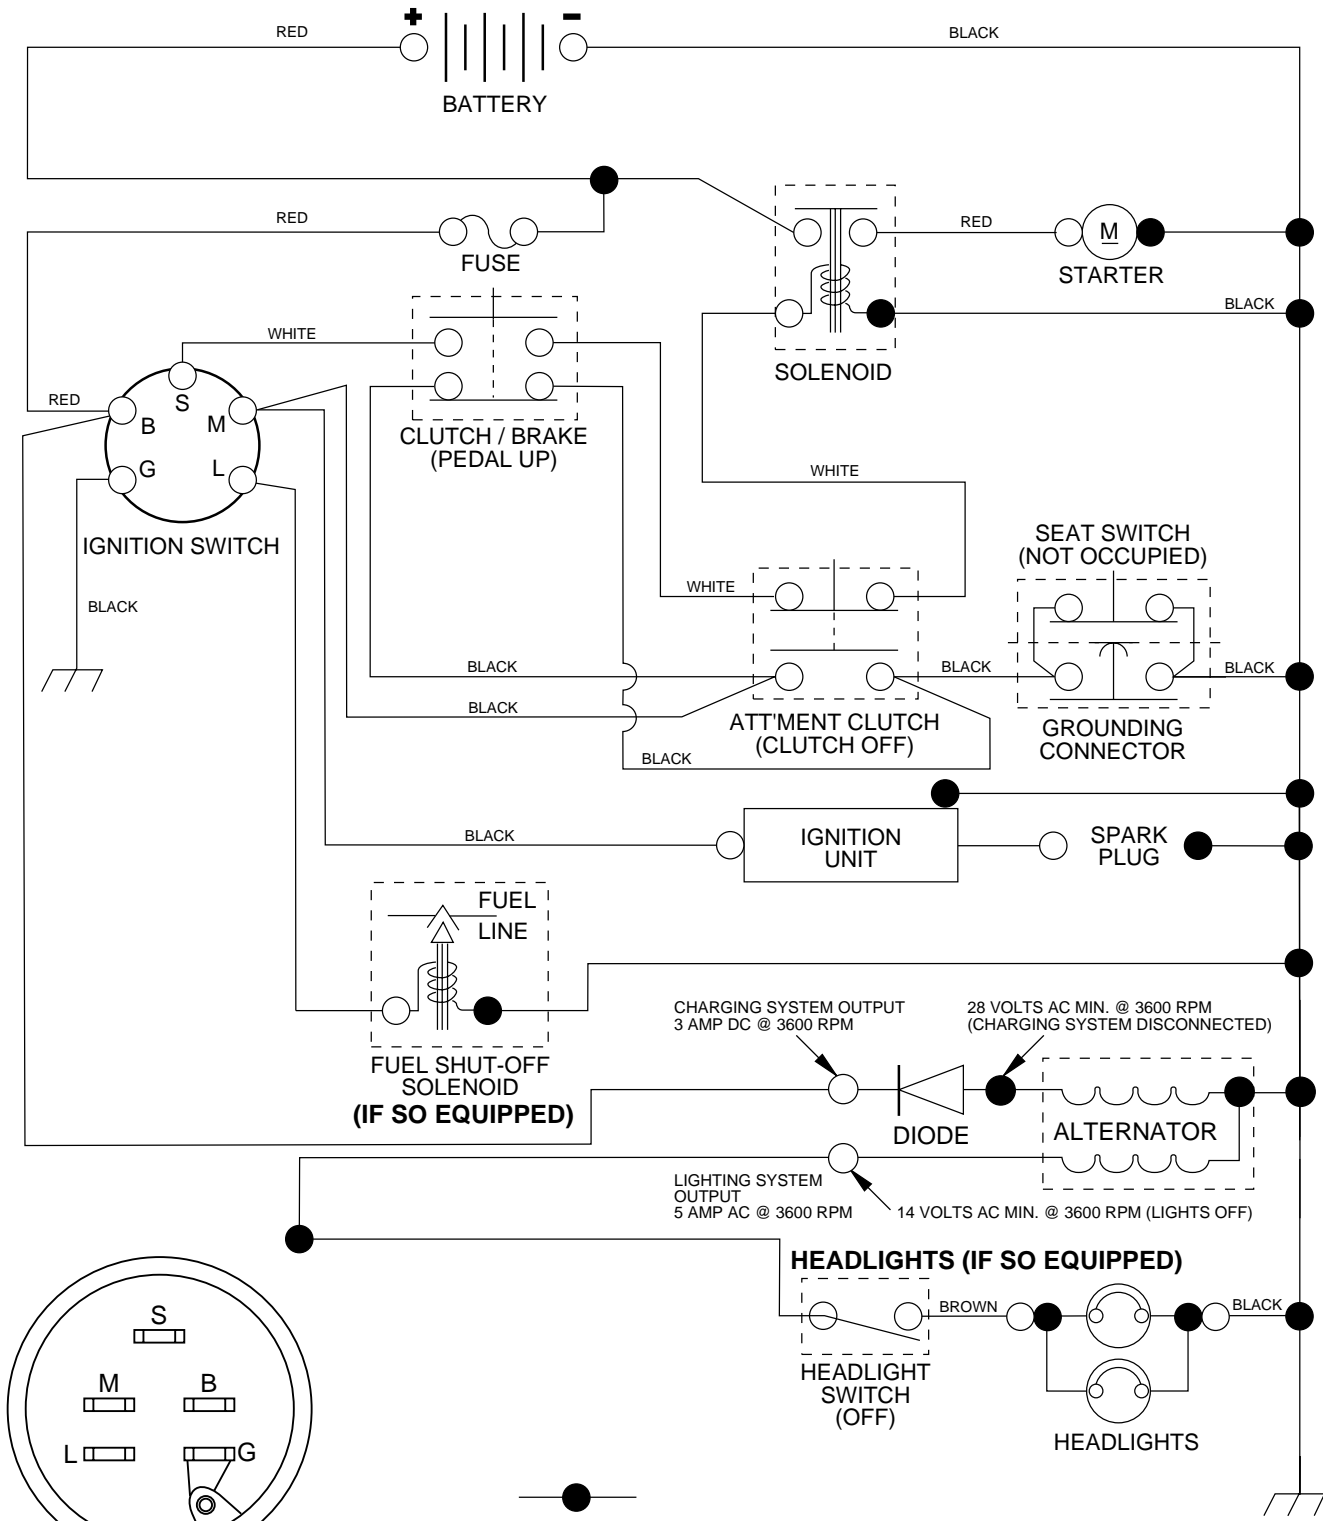 + -
RED
BLACK
BATTERY
RED
FUSE
RED
M
STARTER
BLACK
SOLENOID
WHITE
RED
S
B
M
G
L
CLUTCH / BRAKE
(PEDAL UP)
IGNITION SWITCH
WHITE
SEAT SWITCH
(NOT OCCUPIED)
BLACK
WHITE
BLACK
BLACK
BLACK
BLACK
ATT'MENT CLUTCH
(CLUTCH OFF)
GROUNDING
CONNECTOR
BLACK
BLACK
IGNITION
UNIT
SPARK
PLUG
FUEL
LINE
FUEL SHUT-OFF
SOLENOID
(IF SO EQUIPPED)
CHARGING SYSTEM OUTPUT
3 AMP DC @ 3600 RPM
28 VOLTS AC MIN. @ 3600 RPM
(CHARGING SYSTEM DISCONNECTED)
DIODE
ALTERNATOR
LIGHTING SYSTEM
OUTPUT
5 AMP AC @ 3600 RPM
14 VOLTS AC MIN. @ 3600 RPM (LIGHTS OFF)
HEADLIGHTS (IF SO EQUIPPED)
BROWN
BLACK
HEADLIGHT
SWITCH
(OFF)
HEADLIGHTS
S
M
B
L
G